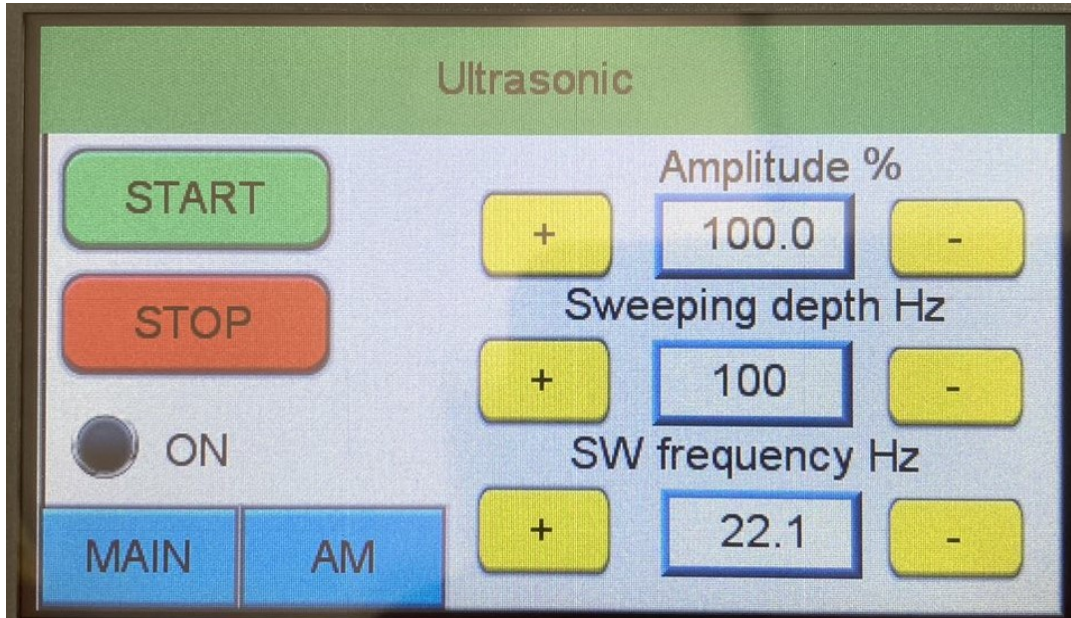 Ultrasonic
START
STOP
ON
MAIN
AM
Amplitude %
+ 100.0 -
Sweeping depth Hz
+ 100 -
SW frequency Hz
+ 22.1 -